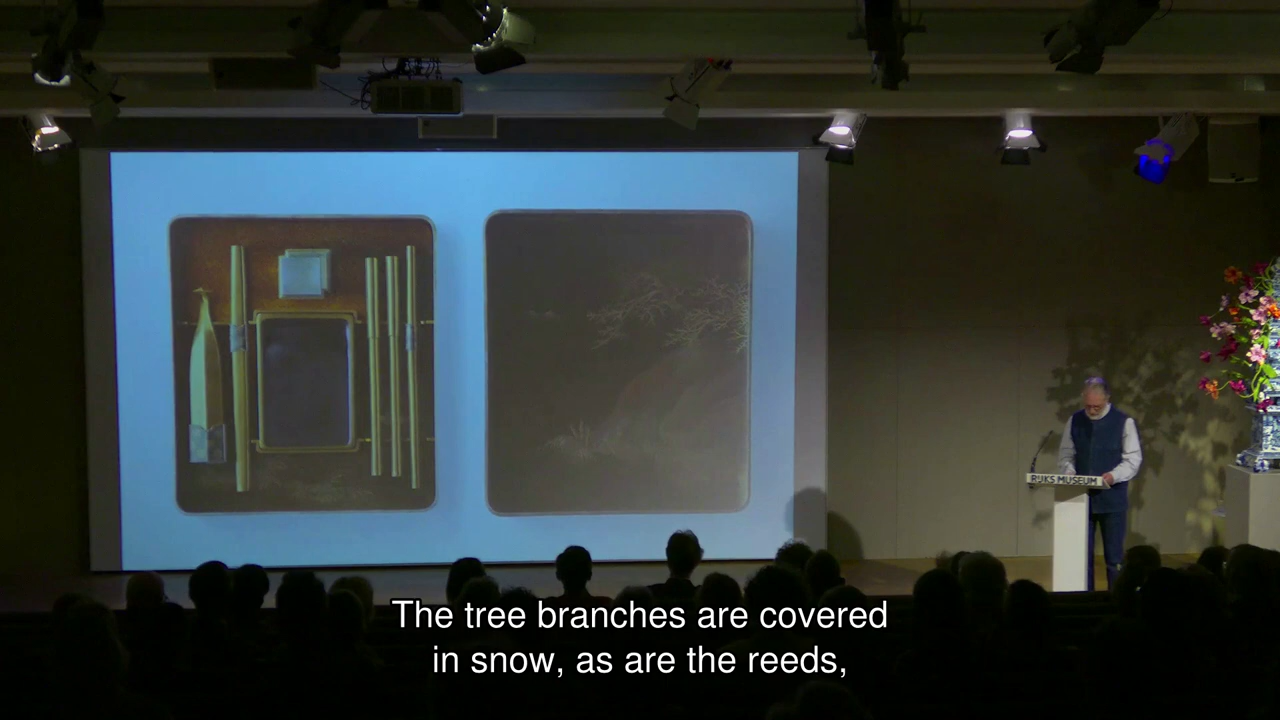 RIJKS MUSEUM
The tree branches are covered
in snow, as are the reeds,